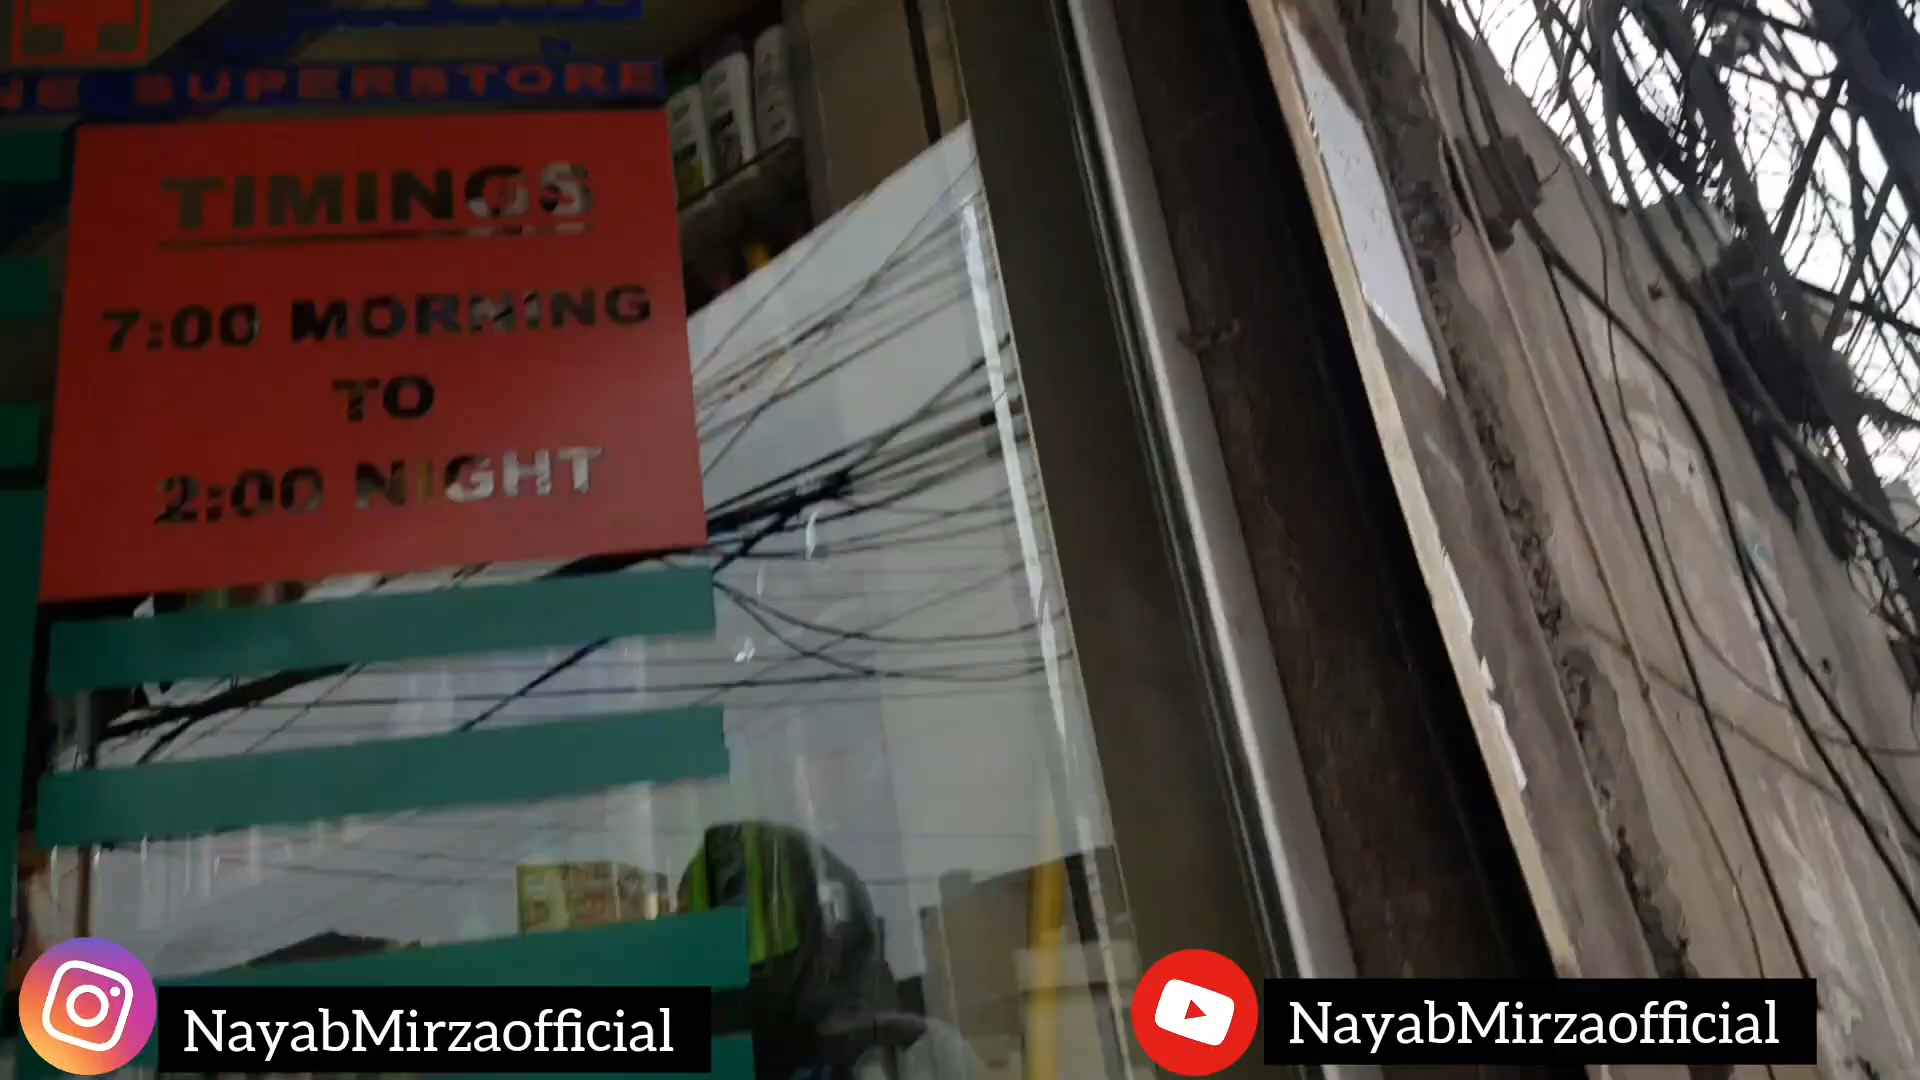 SUPERSTORE
TIMINGS
7:00 MORNING
TO
2:00 NIGHT
NayabMirzaofficial
NayabMirzaofficial